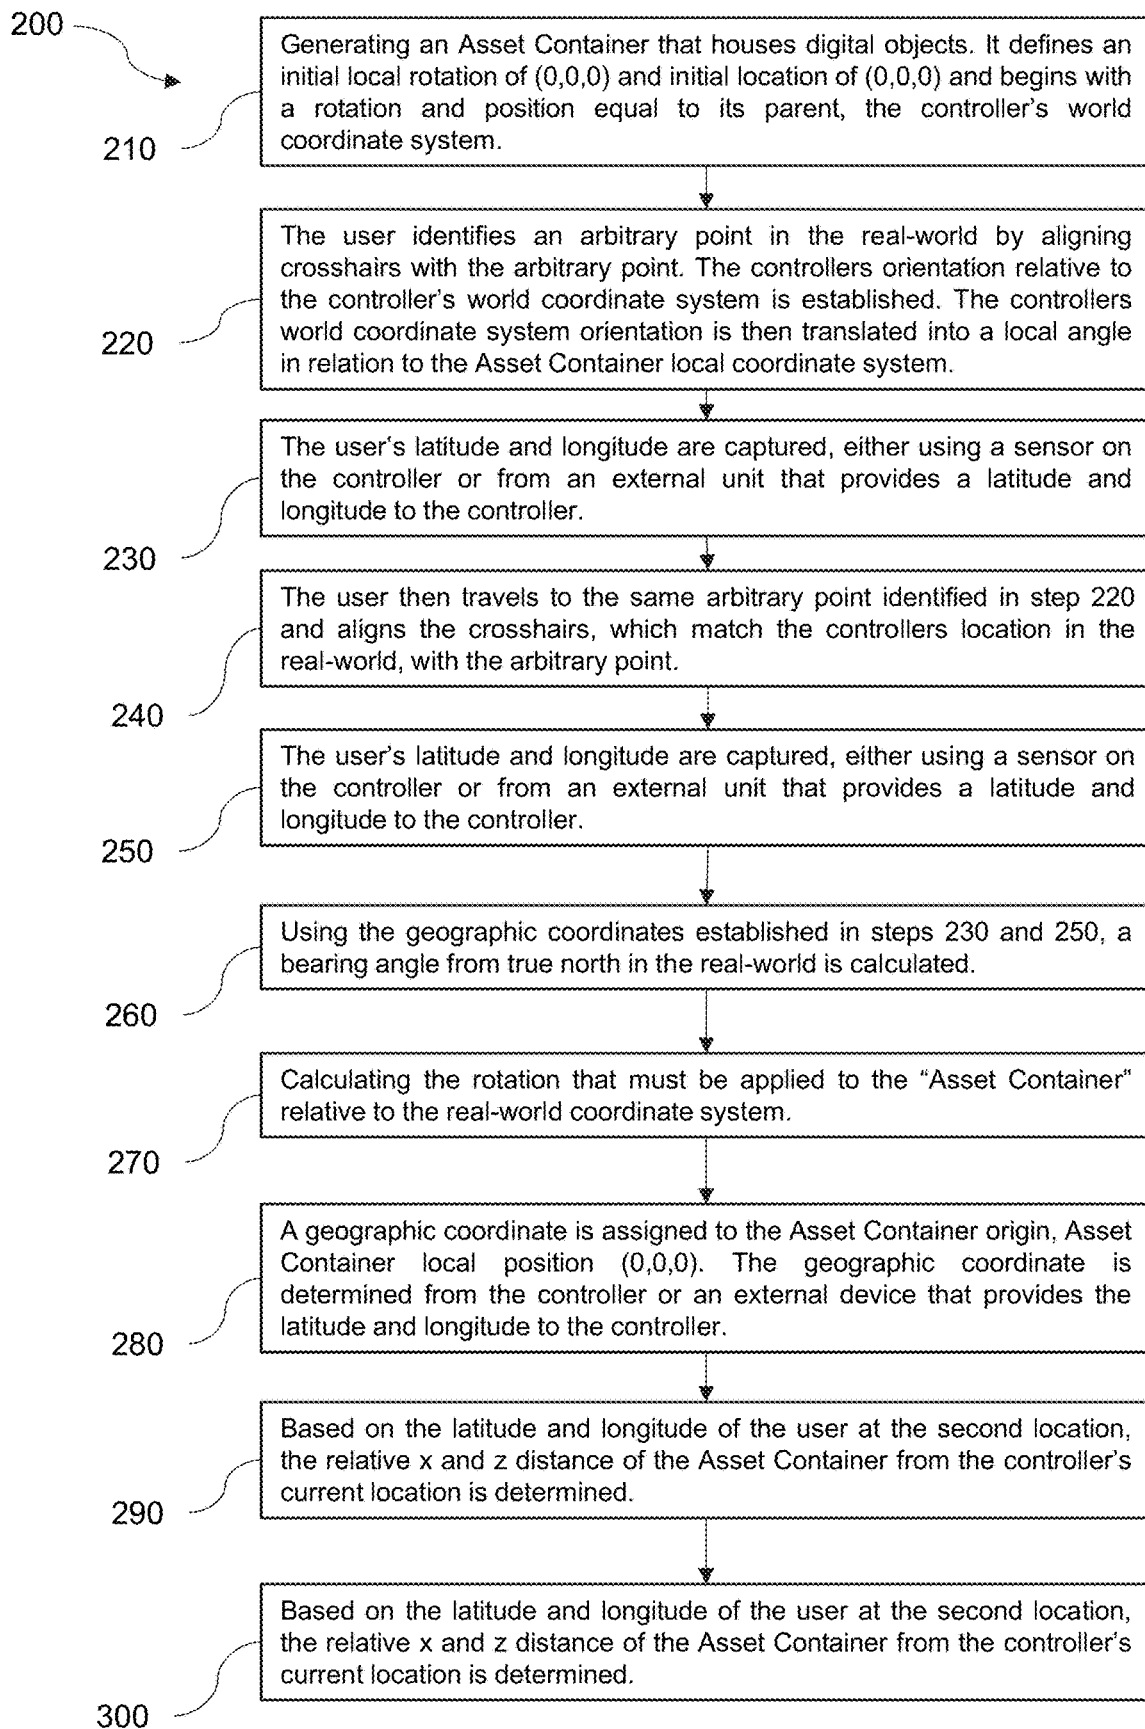 200
Generating an Asset Container that houses digital objects. It defines an
initial local rotation of (0,0,0) and initial location of (0,0,0) and begins with
a rotation and position equal to its parent, the controller's world
coordinate system.
210
The user identifies an arbitrary point in the real-world by aligning
crosshairs with the arbitrary point. The controllers orientation relative to
the controller's world coordinate system is established. The controllers
world coordinate system orientation is then translated into a local angle
in relation to the Asset Container local coordinate system.
220
The user's latitude and longitude are captured, either using a sensor on
the controller or from an external unit that provides a latitude and
longitude to the controller.
230
The user then travels to the same arbitrary point identified in step 220
and aligns the crosshairs, which match the controllers location in the
real-world, with the arbitrary point.
240
The user's latitude and longitude are captured, either using a sensor on
the controller or from an external unit that provides a latitude and
longitude to the controller.
250
Using the geographic coordinates established in steps 230 and 250, a
bearing angle from true north in the real-world is calculated.
260
Calculating the rotation that must be applied to the “Asset Container”
relative to the real-world coordinate system.
270
A geographic coordinate is assigned to the Asset Container origin, Asset
Container local position (0,0,0). The geographic coordinate is
determined from the controller or an external device that provides the
latitude and longitude to the controller.
280
Based on the latitude and longitude of the user at the second location,
the relative x and z distance of the Asset Container from the controller's
current location is determined.
290
Based on the latitude and longitude of the user at the second location,
the relative x and z distance of the Asset Container from the controller's
current location is determined.
300